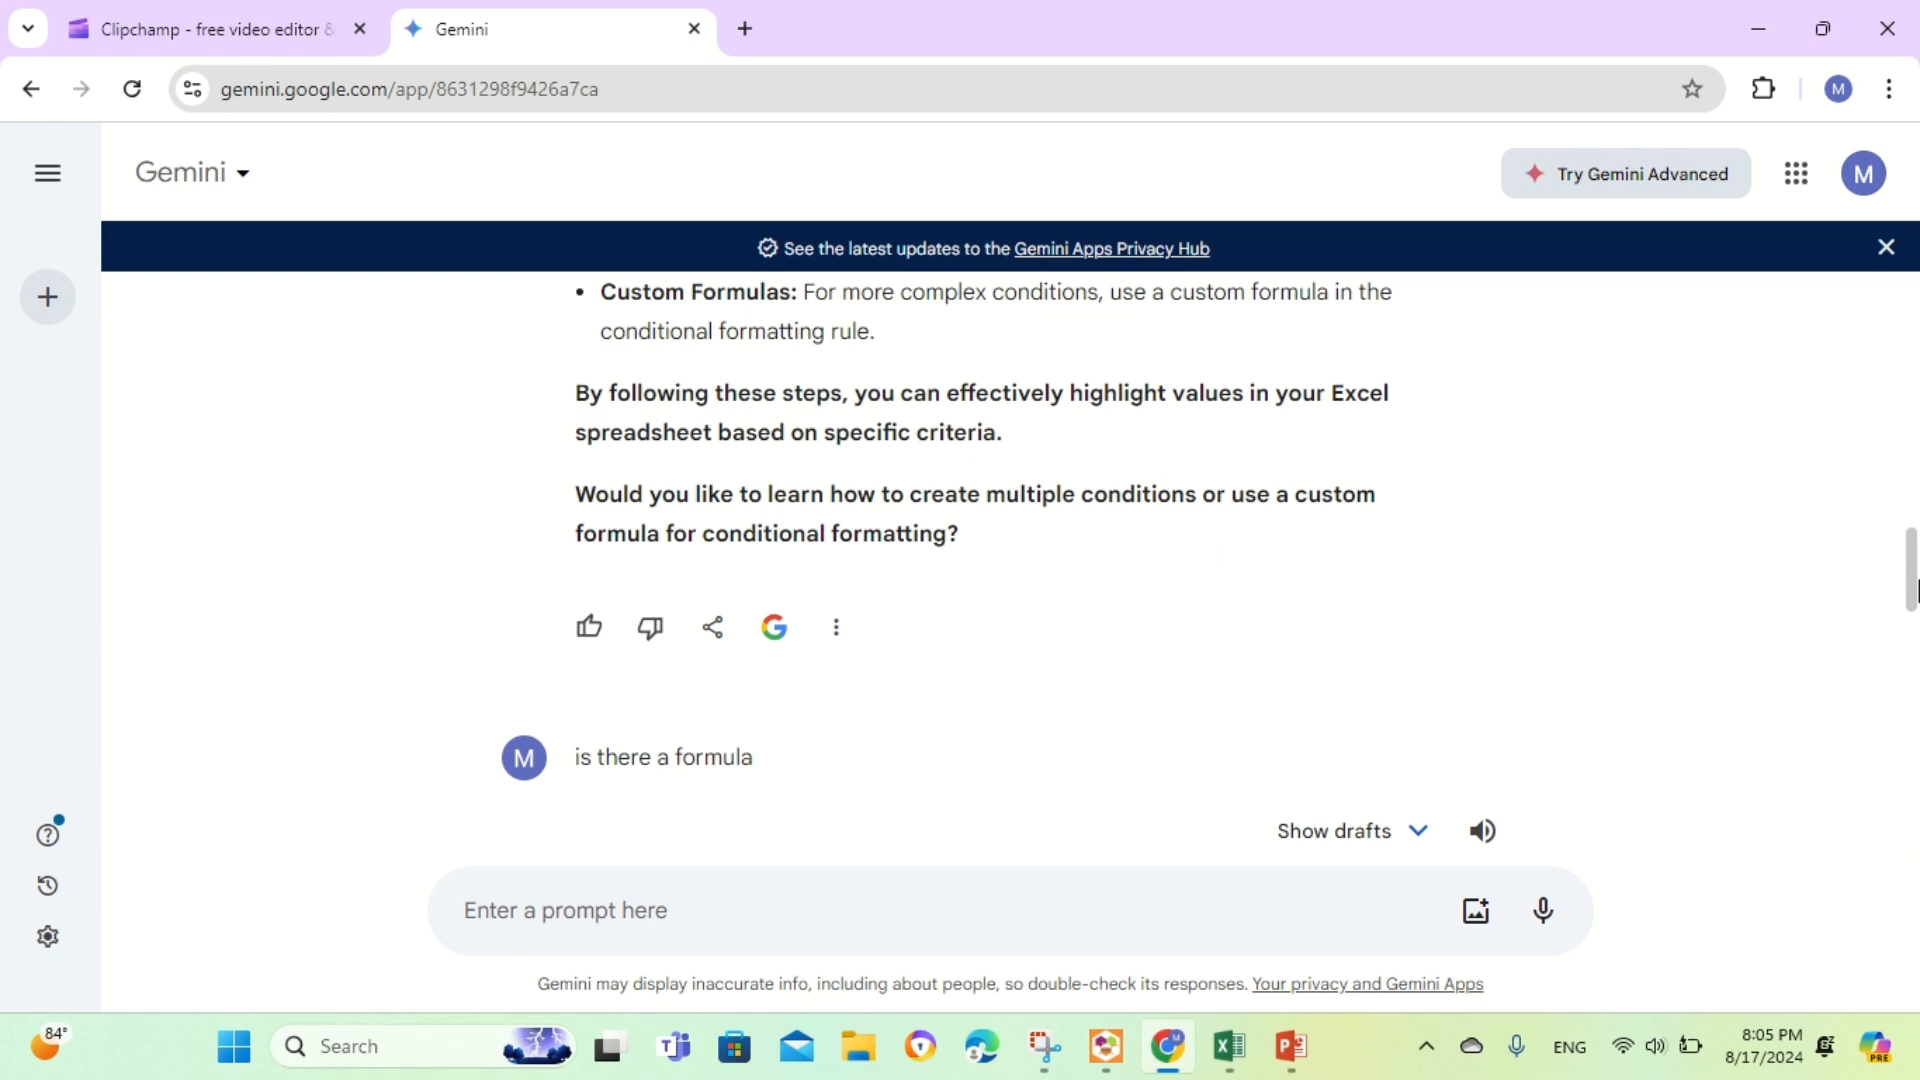 Clipchamp - free video editor &
Gemini
gemini.google.com/app/8631298f9426a7ca
M
Gemini
Try Gemini Advanced
M
See the latest updates to the Gemini Apps Privacy Hub
• Custom Formulas: For more complex conditions, use a custom formula in the
conditional formatting rule.
By following these steps, you can effectively highlight values in your Excel
spreadsheet based on specific criteria.
Would you like to learn how to create multiple conditions or use a custom
formula for conditional formatting?
M
is there a formula
Show drafts
Enter a prompt here
Gemini may display inaccurate info, including about people, so double-check its responses. Your privacy and Gemini Apps
84°
Search
ENG
8:05 PM
8/17/2024
PRE